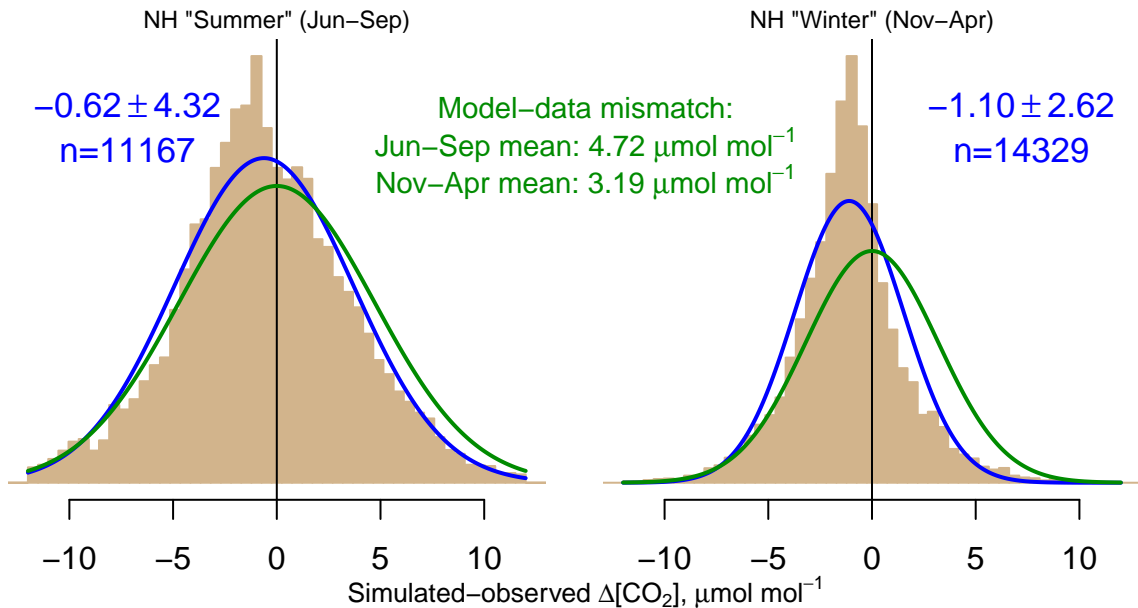 NH "Summer" (Jun−Sep)
−0.62 ± 4.32
n=11167
Model−data mismatch:
Jun−Sep mean: 4.72 μmol mol⁻¹
Nov−Apr mean: 3.19 μmol mol⁻¹
NH "Winter" (Nov−Apr)
−1.10 ± 2.62
n=14329
−10 −5 0 5 10
−10 −5 0 5 10
Simulated−observed Δ[CO₂], μmol mol⁻¹